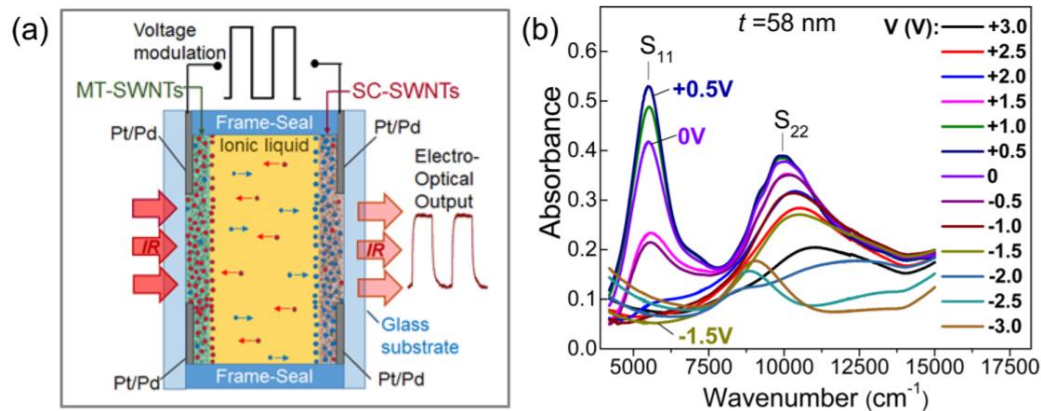 (a)
Voltage
modulation
MT-SWNTs
SC-SWNTs
Frame-Seal
Pt/Pd
Ionic liquid
Pt/Pd
Electro-
Optical
Output
IR
IR
Glass
substrate
Pt/Pd
Frame-Seal
Pt/Pd
(b)
t =58 nm
V (V):
S11
S22
+0.5V
0V
-1.5V
+3.0
+2.5
+2.0
+1.5
+1.0
+0.5
0
-0.5
-1.0
-1.5
-2.0
-2.5
-3.0
Absorbance
0.6
0.5
0.4
0.3
0.2
0.1
0.0
5000 7500 10000 12500 15000 17500
Wavenumber (cm-1)